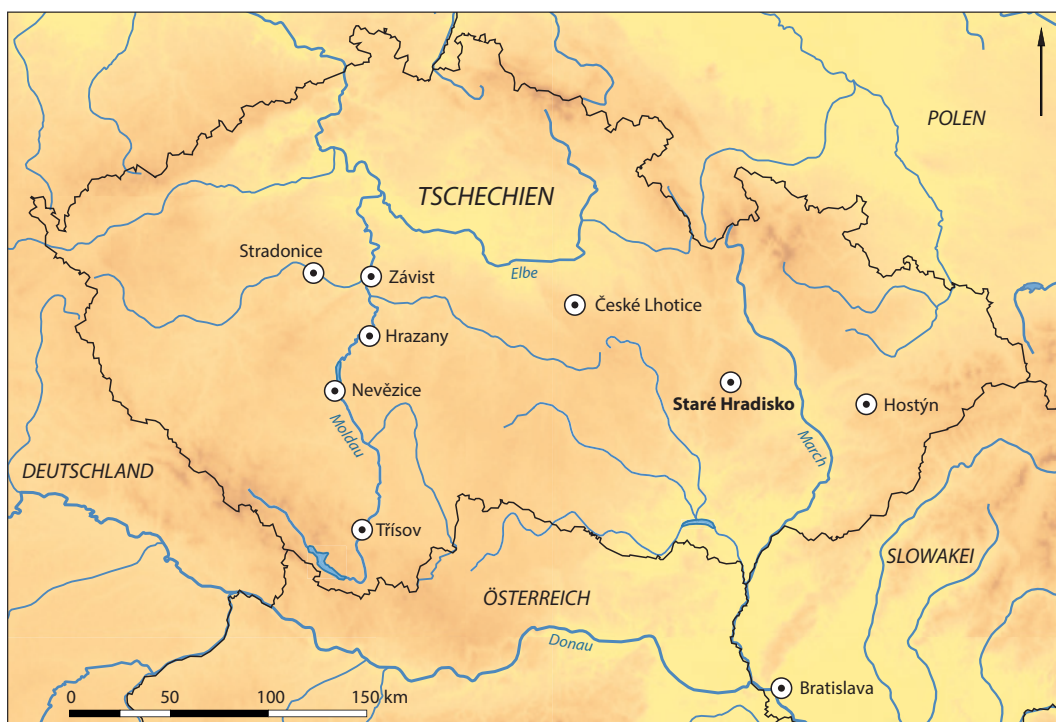 POLEN
TSCHECHIEN
Stradonice
Závist
Elbe
České Lhotice
Hrazany
Nevězice
Staré Hradisko
Hostýn
Moldau
March
DEUTSCHLAND
Třísov
SLOWAKEI
ÖSTERREICH
Donau
Bratislava
0 50 100 150 km